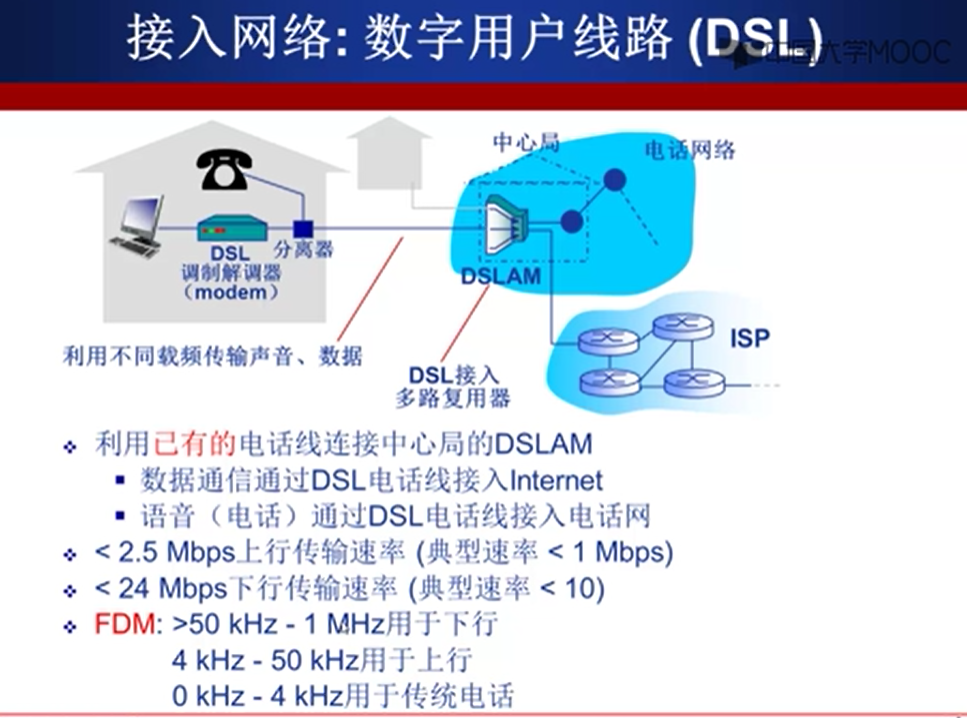 接入网络: 数字用户线路 (DSL)
中国大学MOOC
中心局
电话网络
DSL
调制解调器
（modem）
分离器
DSLAM
ISP
利用不同载频传输声音、数据
DSL接入
多路复用器
利用已有的电话线连接中心局的DSLAM
数据通信通过DSL电话线接入Internet
语音（电话）通过DSL电话线接入电话网
< 2.5 Mbps上行传输速率 (典型速率 < 1 Mbps)
< 24 Mbps下行传输速率 (典型速率 < 10)
FDM: >50 kHz - 1 MHz用于下行
4 kHz - 50 kHz用于上行
0 kHz - 4 kHz用于传统电话